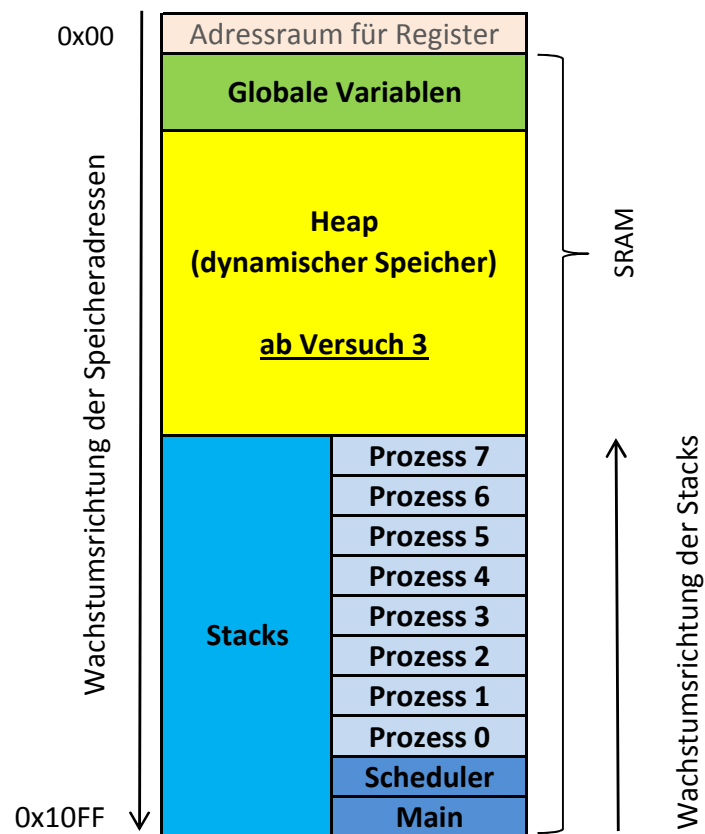 0x00
Adressraum für Register
Globale Variablen
Heap
(dynamischer Speicher)
ab Versuch 3
Wachstumsrichtung der Speicheradressen
SRAM
Stacks
Prozess 7
Prozess 6
Prozess 5
Prozess 4
Prozess 3
Prozess 2
Prozess 1
Prozess 0
Scheduler
Main
Wachstumsrichtung der Stacks
0x10FF